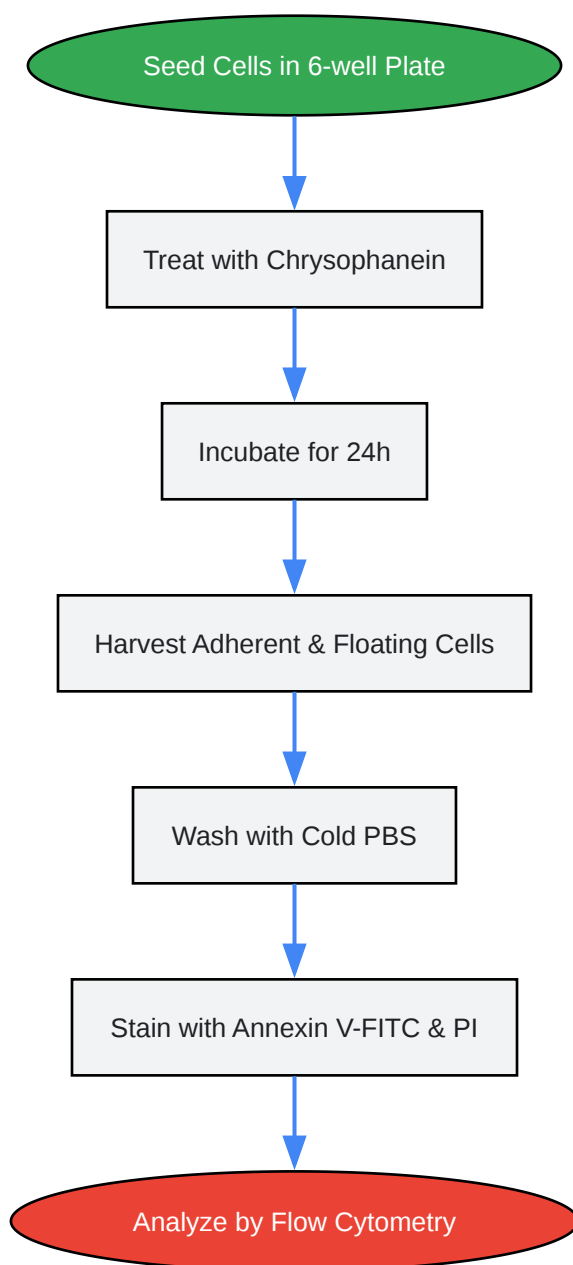 Seed Cells in 6-well Plate
Treat with Chrysophanein
Incubate for 24h
Harvest Adherent & Floating Cells
Wash with Cold PBS
Stain with Annexin V-FITC & PI
Analyze by Flow Cytometry